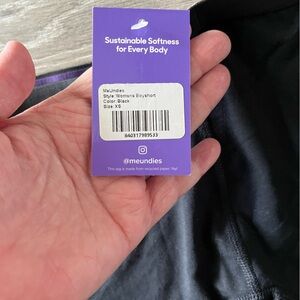 Sustainable Softness
for Every Body
MeUndies
Style: Womens Boyshort
Color: Black
Size: XS
840317989533
@meundies
This tag is made from recycled paper. Yay!